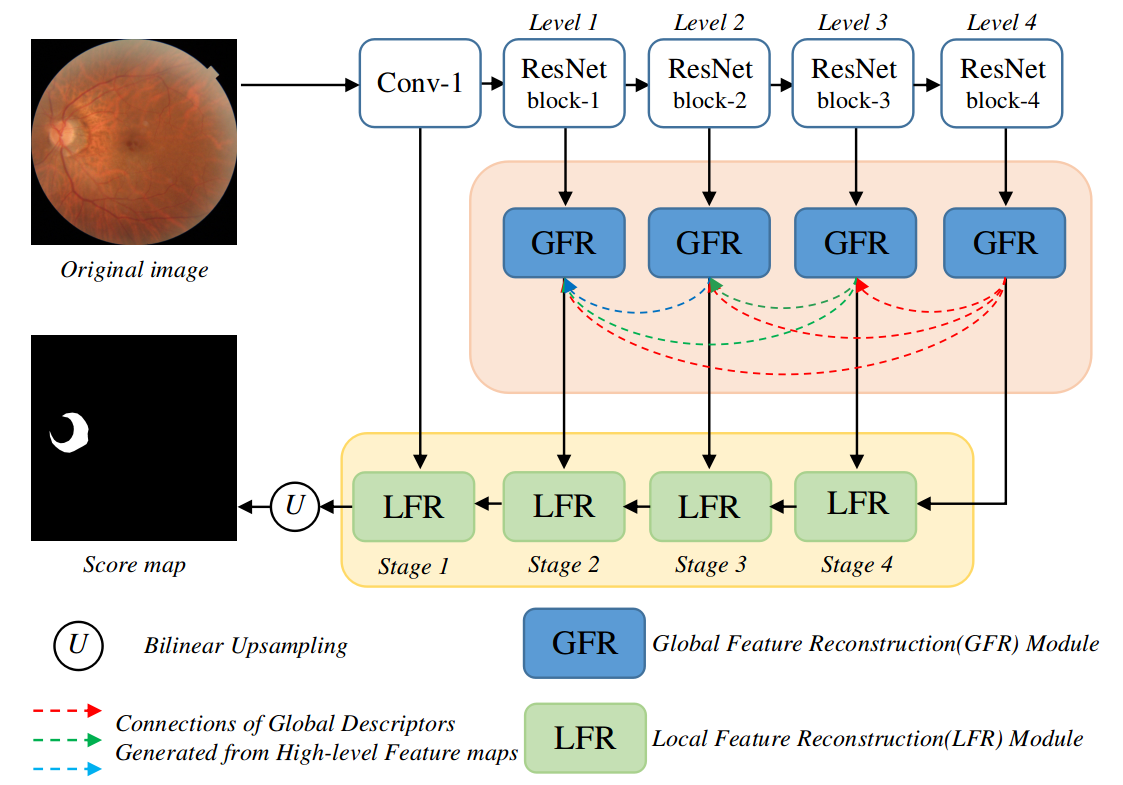 Level 1 Level 2 Level 3 Level 4
Conv-1
ResNet
block-1
ResNet
block-2
ResNet
block-3
ResNet
block-4
GFR GFR GFR GFR
Original image
U
LFR LFR LFR LFR
Stage 1 Stage 2 Stage 3 Stage 4
Score map
U Bilinear Upsampling
GFR Global Feature Reconstruction(GFR) Module
Connections of Global Descriptors
Generated from High-level Feature maps
LFR Local Feature Reconstruction(LFR) Module